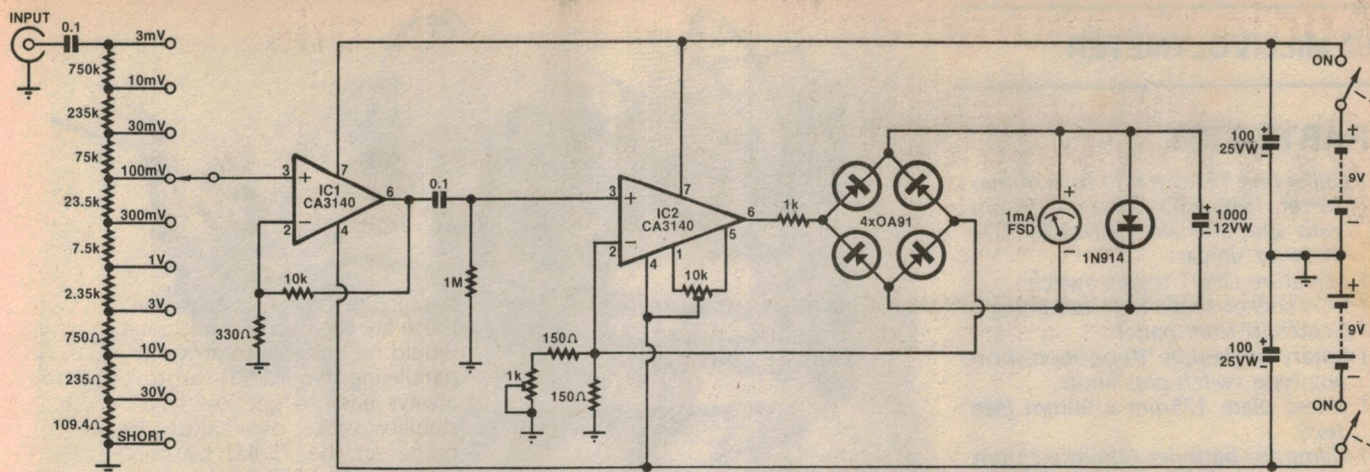 INPUT
0.1
3mV
750k
10mV
235k
30mV
75k
100mV
23.5k
300mV
7.5k
1V
2.35k
3V
750Ω
10V
235Ω
30V
109.4Ω
SHORT
3
+
7
IC1
CA3140
6
2
−
4
10k
330Ω
0.1
1M
3
+
7
IC2
CA3140
6
2
−
5
4
1
10k
150Ω
1k
150Ω
1k
4xOA91
+
1mA
FSD
−
1N914
+
1000
−
12VW
100
+
25VW
−
100
+
25VW
−
ON
+
9V
−
+
9V
−
ON